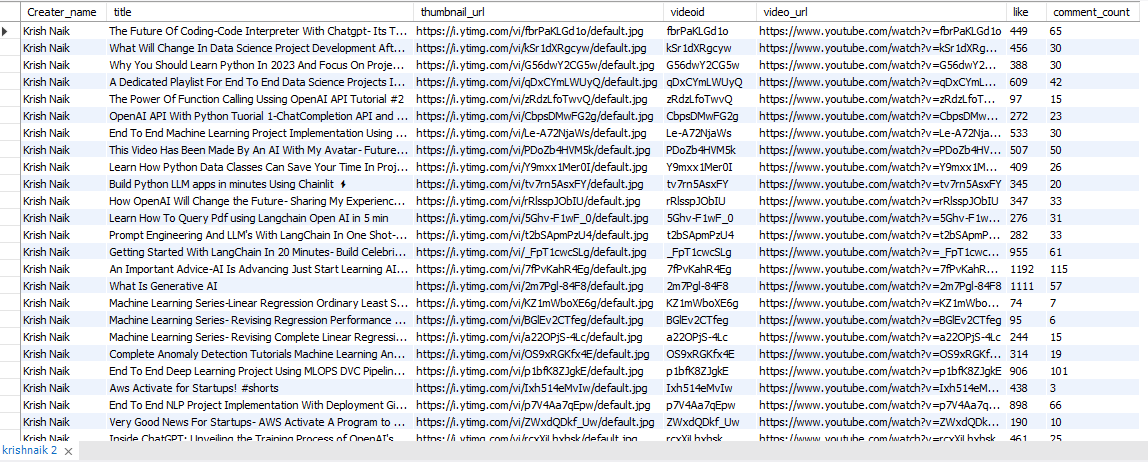 Creater_name title thumbnail_url videoid video_url like comment_count
Krish Naik The Future Of Coding-Code Interpreter With Chatgpt- Its T... https://i.ytimg.com/vi/fbrPaKLGd1o/default.jpg fbrPaKLGd1o https://www.youtube.com/watch?v=fbrPaKLGd1o 449 65
Krish Naik What Will Change In Data Science Project Development Aft... https://i.ytimg.com/vi/kSr1dXRgcyw/default.jpg kSr1dXRgcyw https://www.youtube.com/watch?v=kSr1dXRg... 456 30
Krish Naik Why You Should Learn Python In 2023 And Focus On Proje... https://i.ytimg.com/vi/G56dwY2C3W5/default.jpg G56dwY2C3W5 https://www.youtube.com/watch?v=G56dwY2... 388 30
Krish Naik A Dedicated Playlist For End To End Data Science Projects I... https://i.ytimg.com/vi/qDxCYmLWUyQ/default.jpg qDxCYmLWUyQ https://www.youtube.com/watch?v=qDxCYmL... 609 42
Krish Naik The Power Of Function Calling Ussing OpenAI API Tutorial #2 https://i.ytimg.com/vi/zRdzLfoTwvQ/default.jpg zRdzLfoTwvQ https://www.youtube.com/watch?v=zRdzLfoT... 97 15
Krish Naik OpenAI API With Python Tuorial 1-ChatCompletion API and ... https://i.ytimg.com/vi/CbpsDmwFG2g/default.jpg CbpsDmwFG2g https://www.youtube.com/watch?v=CbpsDMw... 272 23
Krish Naik End To End Machine Learning Project Implementation Using ... https://i.ytimg.com/vi/Le-A72NjaWs/default.jpg Le-A72NjaWs https://www.youtube.com/watch?v=Le-A72Nja... 533 30
Krish Naik This Video Has Been Made By An AI With My Avatar- Future... https://i.ytimg.com/vi/PDoZb4HVM5k/default.jpg PDoZb4HVM5k https://www.youtube.com/watch?v=PDoZb4HV... 507 50
Krish Naik Learn How Python Data Classes Can Save Your Time In Proj... https://i.ytimg.com/vi/Y9mxx1Mer0I/default.jpg Y9mxx1Mer0I https://www.youtube.com/watch?v=Y9mxx1M... 409 26
Krish Naik Build Python LLM apps in minutes Using Chainlit ⚡ https://i.ytimg.com/vi/tv7rn5AsxFY/default.jpg tv7rn5AsxFY https://www.youtube.com/watch?v=tv7rn5AsxFY 345 20
Krish Naik How OpenAI Will Change the Future- Sharing My Experienc... https://i.ytimg.com/vi/rRlsspJObIU/default.jpg rRlsspJObIU https://www.youtube.com/watch?v=rRlsspJObIU 347 33
Krish Naik Learn How To Query Pdf using Langchain Open AI in 5 min https://i.ytimg.com/vi/5Ghv-F1wF_0/default.jpg 5Ghv-F1wF_0 https://www.youtube.com/watch?v=5Ghv-F1w... 276 31
Krish Naik Prompt Engineering And LLM'S With LangChain In One Shot-... https://i.ytimg.com/vi/t2bSApmPzU4/default.jpg t2bSApmPzU4 https://www.youtube.com/watch?v=t2bSApmP... 282 33
Krish Naik Getting Started With LangChain In 20 Minutes- Build Celebri... https://i.ytimg.com/vi/_FpT1cwcSLg/default.jpg _FpT1cwcSLg https://www.youtube.com/watch?v=_FpT1cwc... 955 61
Krish Naik An Important Advice-AI Is Advancing Just Start Learning AI... https://i.ytimg.com/vi/7fPvKahR4Eg/default.jpg 7fPvKahR4Eg https://www.youtube.com/watch?v=7fPvKahR... 1192 115
Krish Naik What Is Generative AI https://i.ytimg.com/vi/2m7Pgl-84F8/default.jpg 2m7Pgl-84F8 https://www.youtube.com/watch?v=2m7Pgl-84F8 1111 57
Krish Naik Machine Learning Series-Linear Regression Ordinary Least S... https://i.ytimg.com/vi/KZ1mWboXE6g/default.jpg KZ1mWboXE6g https://www.youtube.com/watch?v=KZ1mWbo... 74 7
Krish Naik Machine Learning Series- Revising Regression Performance ... https://i.ytimg.com/vi/BGlEv2CTfeg/default.jpg BGlEv2CTfeg https://www.youtube.com/watch?v=BGlEv2CTfeg 95 6
Krish Naik Machine Learning Series- Revising Complete Linear Regressi... https://i.ytimg.com/vi/a22OPjS-4Lc/default.jpg a22OPjS-4Lc https://www.youtube.com/watch?v=a22OPjS-4Lc 244 15
Krish Naik Complete Anomaly Detection Tutorials Machine Learning An... https://i.ytimg.com/vi/OS9xRGKfx4E/default.jpg OS9xRGKfx4E https://www.youtube.com/watch?v=OS9xRGKf... 314 19
Krish Naik End To End Deep Learning Project Using MLOPS DVC Pipelin... https://i.ytimg.com/vi/p1bfK8ZJgkE/default.jpg p1bfK8ZJgkE https://www.youtube.com/watch?v=p1bfK8ZJgkE 906 101
Krish Naik Aws Activate for Startups! #shorts https://i.ytimg.com/vi/Ixh514eMvIw/default.jpg Ixh514eMvIw https://www.youtube.com/watch?v=Ixh514eM... 438 3
Krish Naik End To End NLP Project Implementation With Deployment Gi... https://i.ytimg.com/vi/p7V4Aa7qEpw/default.jpg p7V4Aa7qEpw https://www.youtube.com/watch?v=p7V4Aa7q... 898 66
Krish Naik Very Good News For Startups- AWS Activate A Program to ... https://i.ytimg.com/vi/ZWxdQDkf_Uw/default.jpg ZWxdQDkf_Uw https://www.youtube.com/watch?v=ZWxdQDk... 190 10
Krish Naik Inside ChatGPT: Unveiling the Training Process of OpenAI's 461 25
krishnaik 2